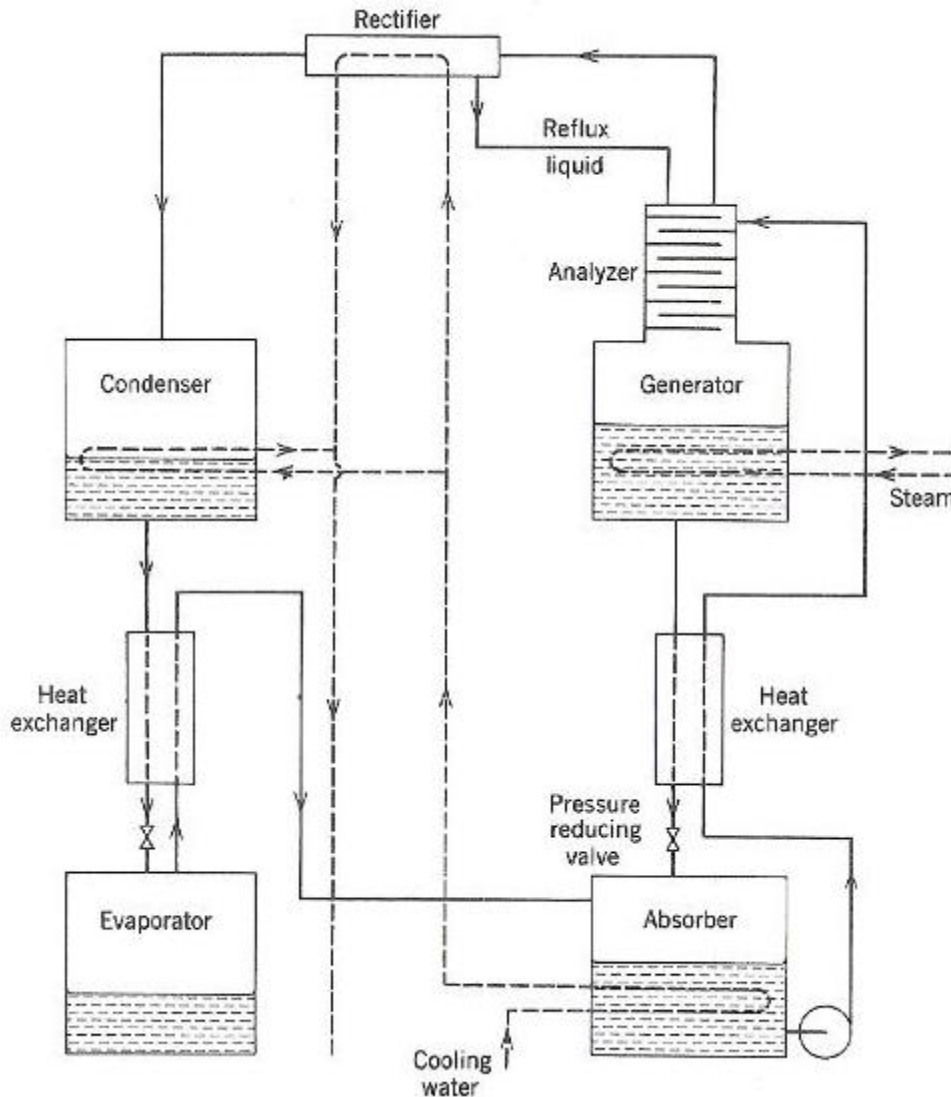 Rectifier
Reflux
liquid
Analyzer
Condenser
Generator
Steam
Heat
exchanger
Heat
exchanger
Pressure
reducing
valve
Evaporator
Absorber
Cooling
water